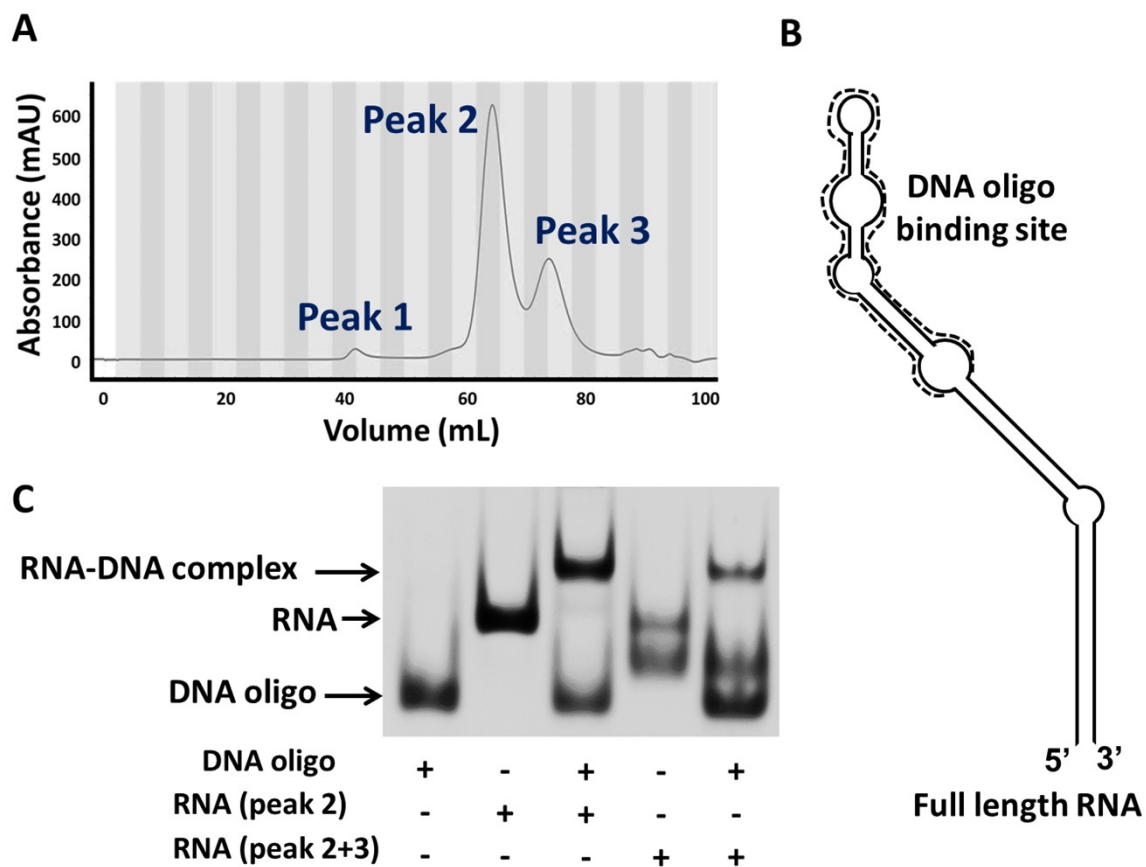 A
Absorbance (mAU)
600
500
400
300
200
100
0
Peak 1
Peak 2
Peak 3
0 20 40 60 80 100
Volume (mL)
B
DNA oligo
binding site
5’ 3’
Full length RNA
C
RNA-DNA complex
RNA
DNA oligo
DNA oligo + - + - +
RNA (peak 2) - + + - -
RNA (peak 2+3) - - - + +